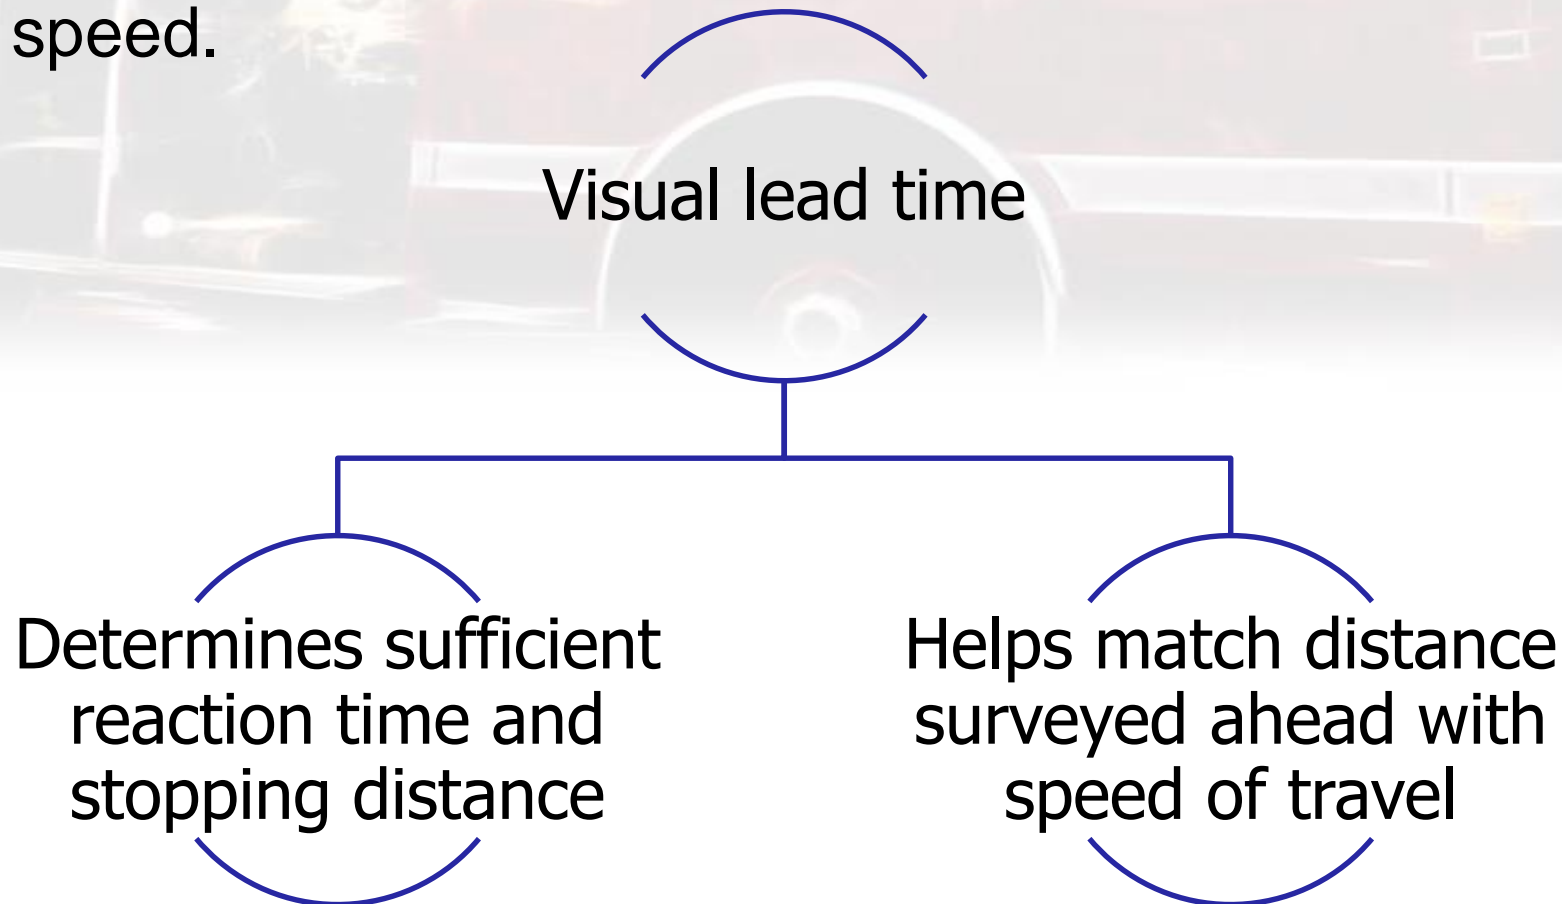 speed.
Visual lead time
Determines sufficient
reaction time and
stopping distance
Helps match distance
surveyed ahead with
speed of travel